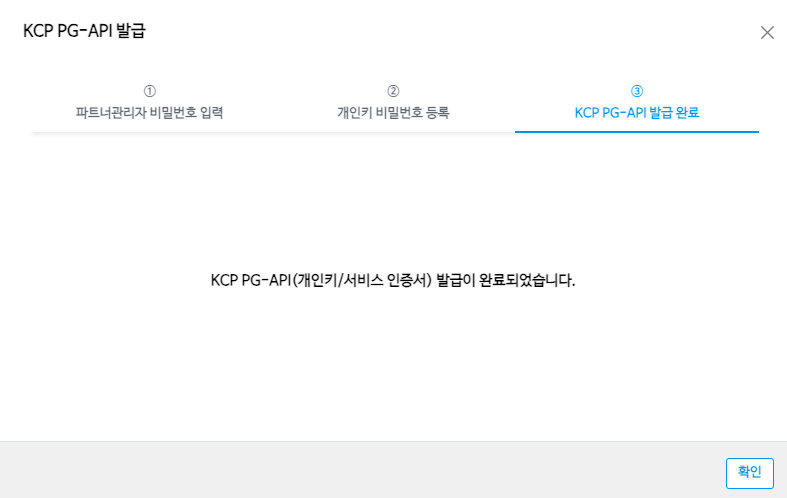 KCP PG-API 발급
①
파트너관리자 비밀번호 입력
②
개인키 비밀번호 등록
③
KCP PG-API 발급 완료
KCP PG-API(개인키/서비스 인증서) 발급이 완료되었습니다.
확인